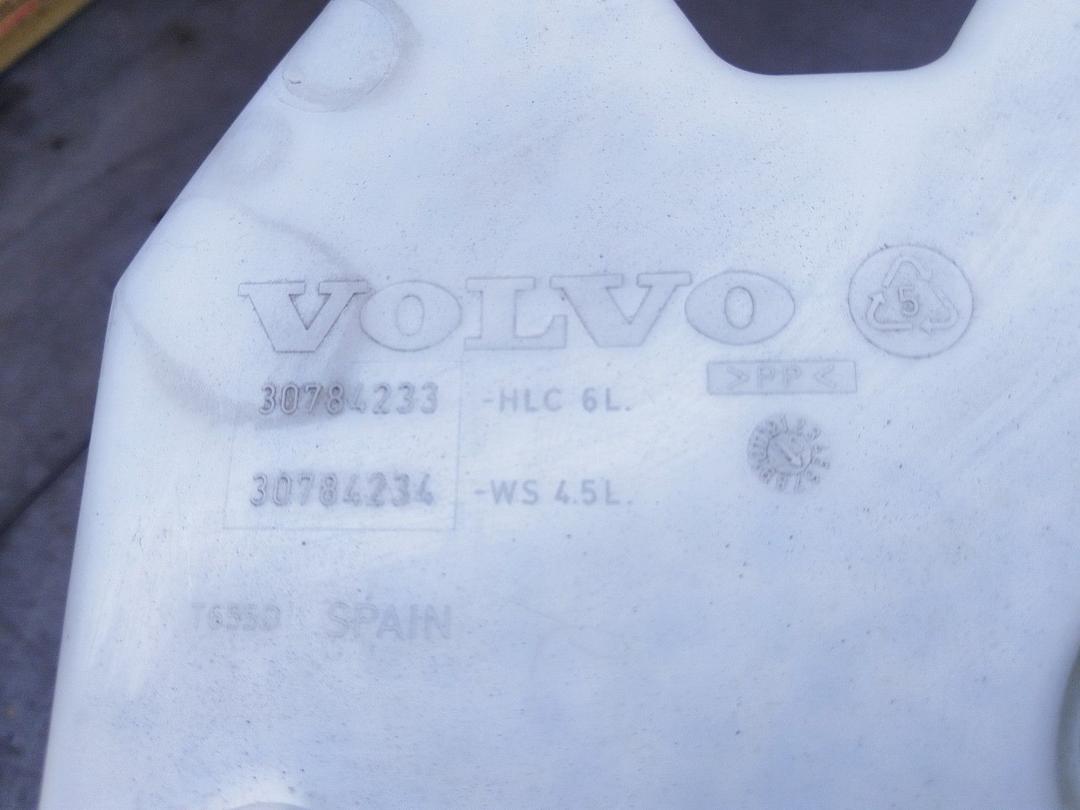 VOLVO
5
>PP<
30784233 -HLC 6L.
30784234 -WS 4.5L.
SPAIN